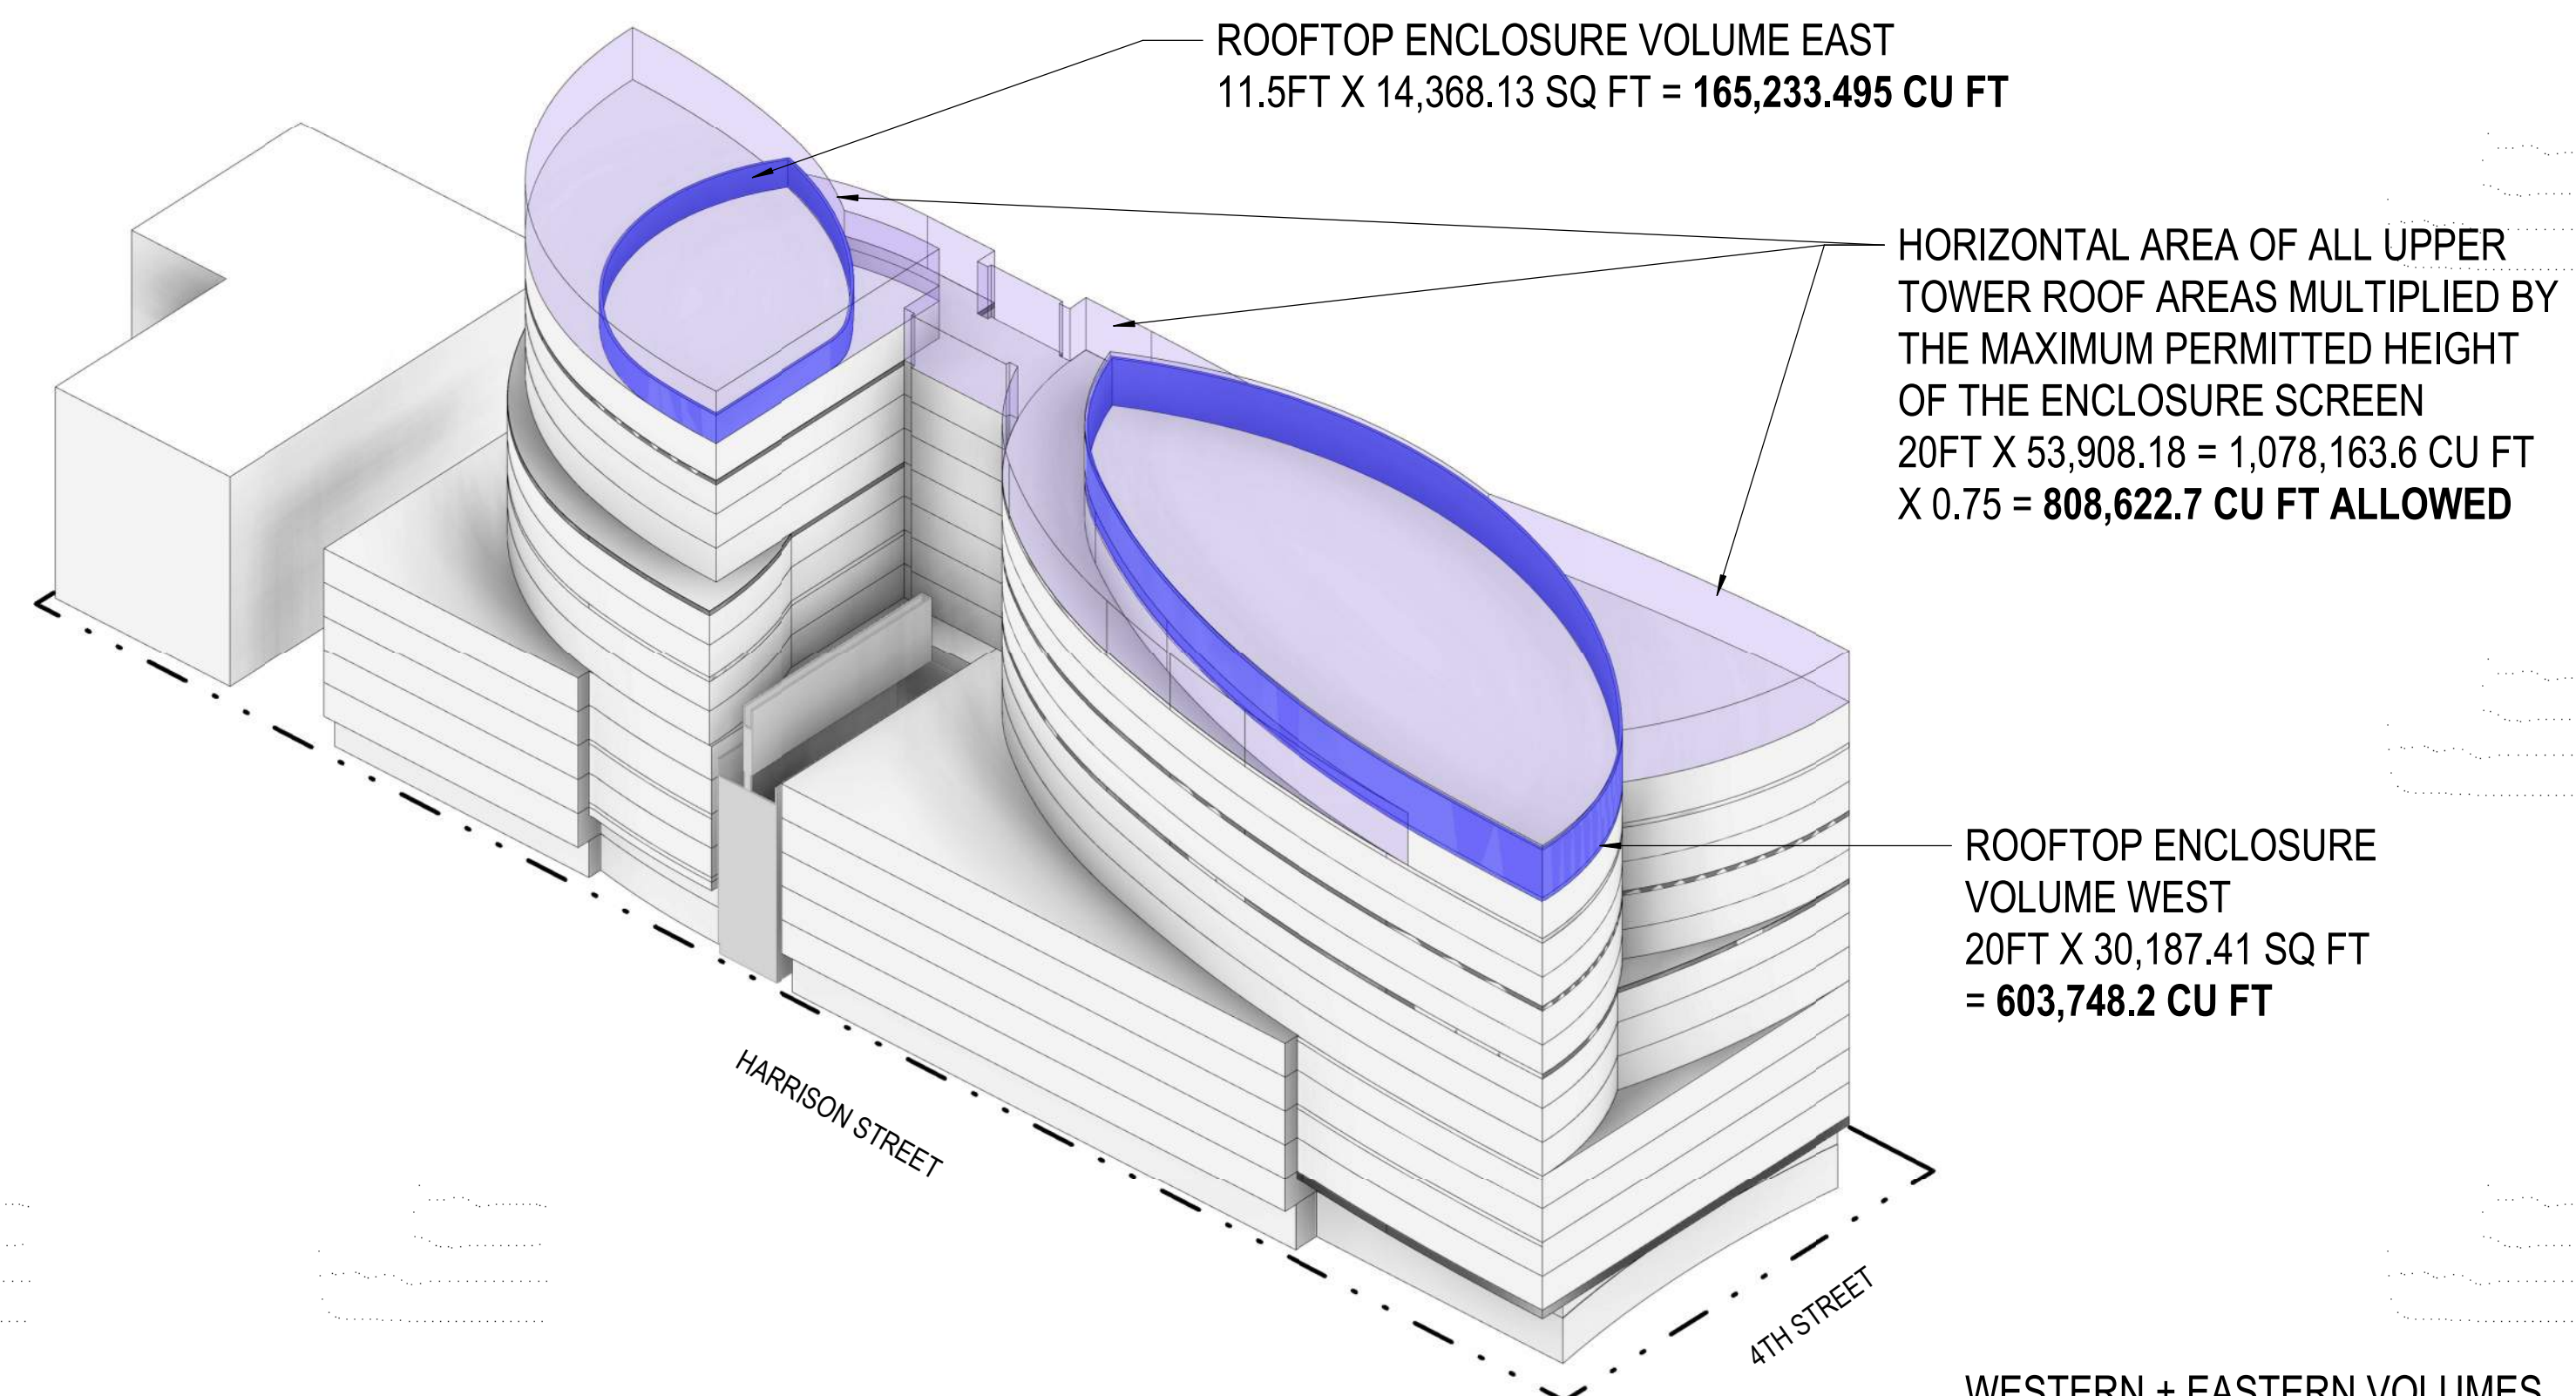 ROOFTOP ENCLOSURE VOLUME EAST
11.5FT X 14,368.13 SQ FT = 165,233.495 CU FT
HORIZONTAL AREA OF ALL UPPER
TOWER ROOF AREAS MULTIPLIED BY
THE MAXIMUM PERMITTED HEIGHT
OF THE ENCLOSURE SCREEN
20FT X 53,908.18 = 1,078,163.6 CU FT
X 0.75 = 808,622.7 CU FT ALLOWED
ROOFTOP ENCLOSURE
VOLUME WEST
20FT X 30,187.41 SQ FT
= 603,748.2 CU FT
HARRISON STREET
4TH STREET
WESTERN + EASTERN VOLUMES